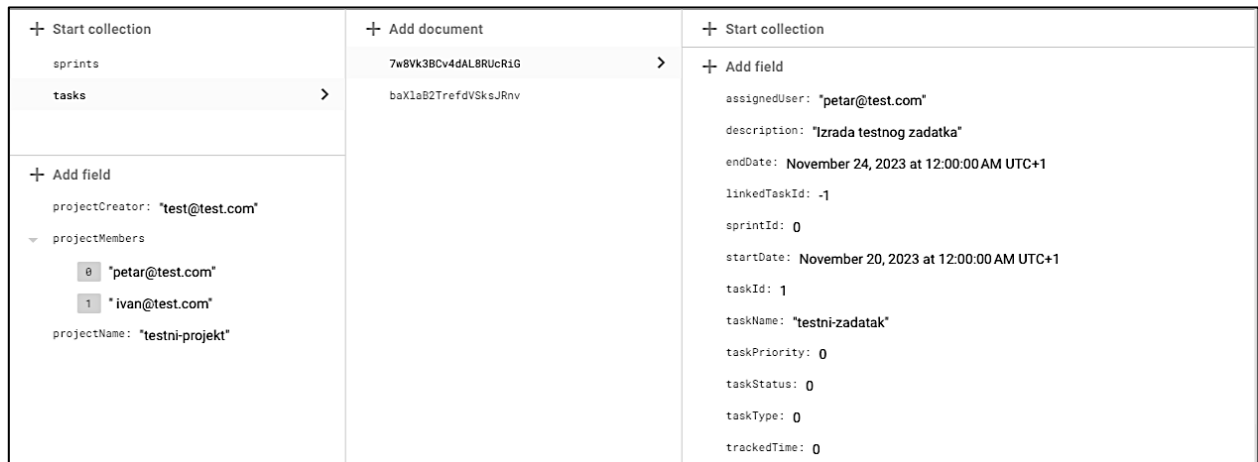 Start collection
sprints
tasks
Add field
projectCreator: "test@test.com"
projectMembers
0 "petar@test.com"
1 " ivan@test.com"
projectName: "testni-projekt"
Add document
7w8Vk3BCv4dAL8RUcRiG
baXlaB2TrefdVSksJRnv
Start collection
Add field
assignedUser: "petar@test.com"
description: "Izrada testnog zadatka"
endDate: November 24, 2023 at 12:00:00 AM UTC+1
linkedTaskId: -1
sprintId: 0
startDate: November 20, 2023 at 12:00:00 AM UTC+1
taskId: 1
taskName: "testni-zadatak"
taskPriority: 0
taskStatus: 0
taskType: 0
trackedTime: 0